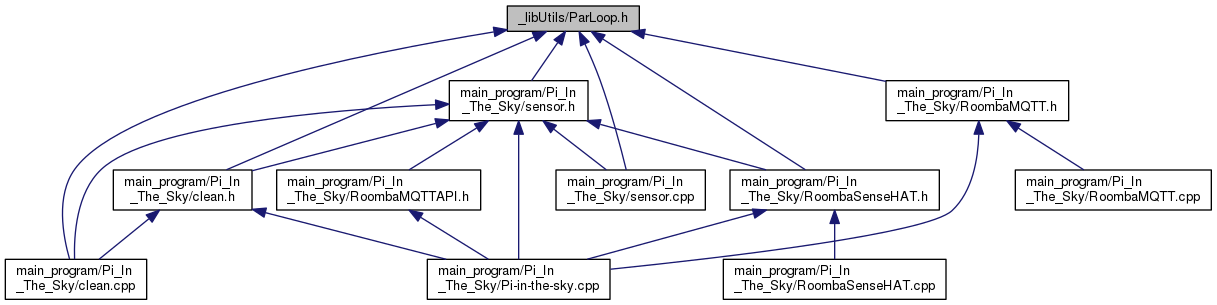 _libUtils/ParLoop.h
main_program/Pi_In
_The_Sky/sensor.h
main_program/Pi_In
_The_Sky/RoombaMQTT.h
main_program/Pi_In
_The_Sky/clean.h
main_program/Pi_In
_The_Sky/RoombaMQTTAPI.h
main_program/Pi_In
_The_Sky/sensor.cpp
main_program/Pi_In
_The_Sky/RoombaSenseHAT.h
main_program/Pi_In
_The_Sky/RoombaMQTT.cpp
main_program/Pi_In
_The_Sky/clean.cpp
main_program/Pi_In
_The_Sky/Pi-in-the-sky.cpp
main_program/Pi_In
_The_Sky/RoombaSenseHAT.cpp